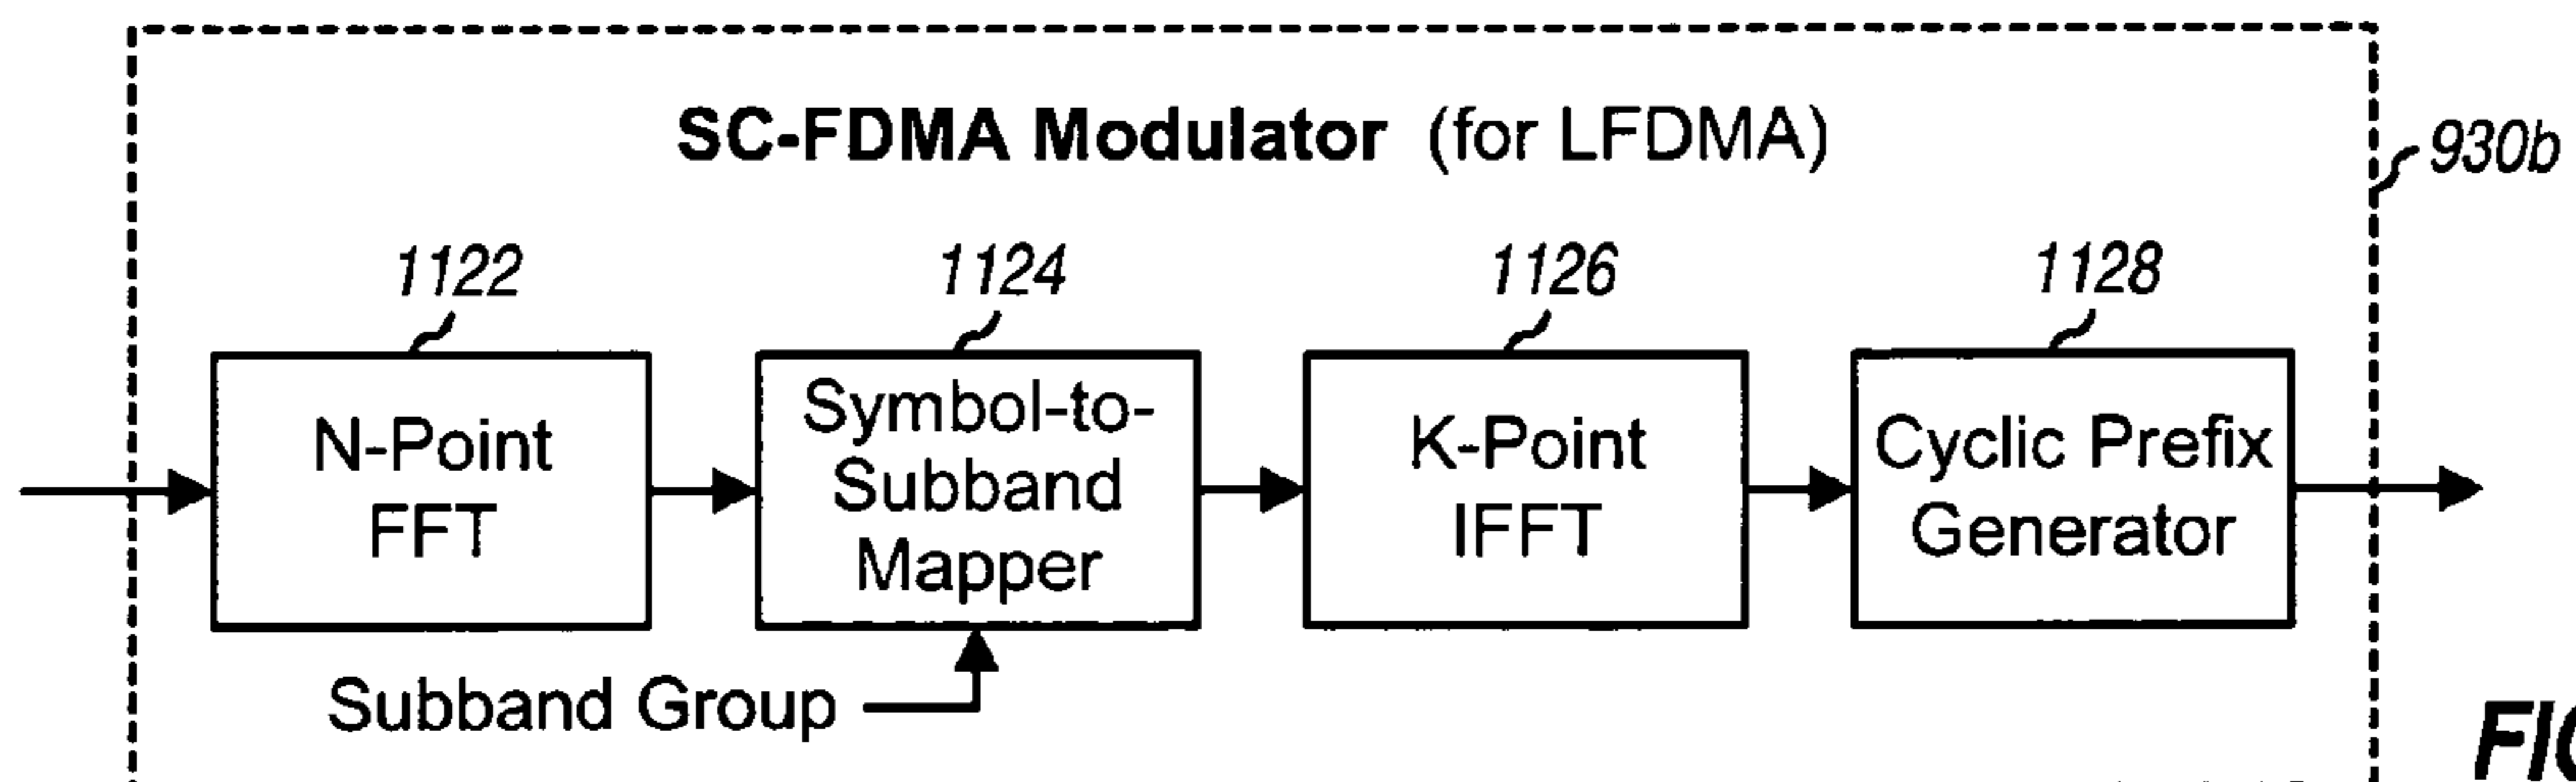 SC-FDMA Modulator (for LFDMA)
930b
1122
1124
1126
1128
N-Point
FFT
Symbol-to-
Subband
Mapper
K-Point
IFFT
Cyclic Prefix
Generator
Subband Group